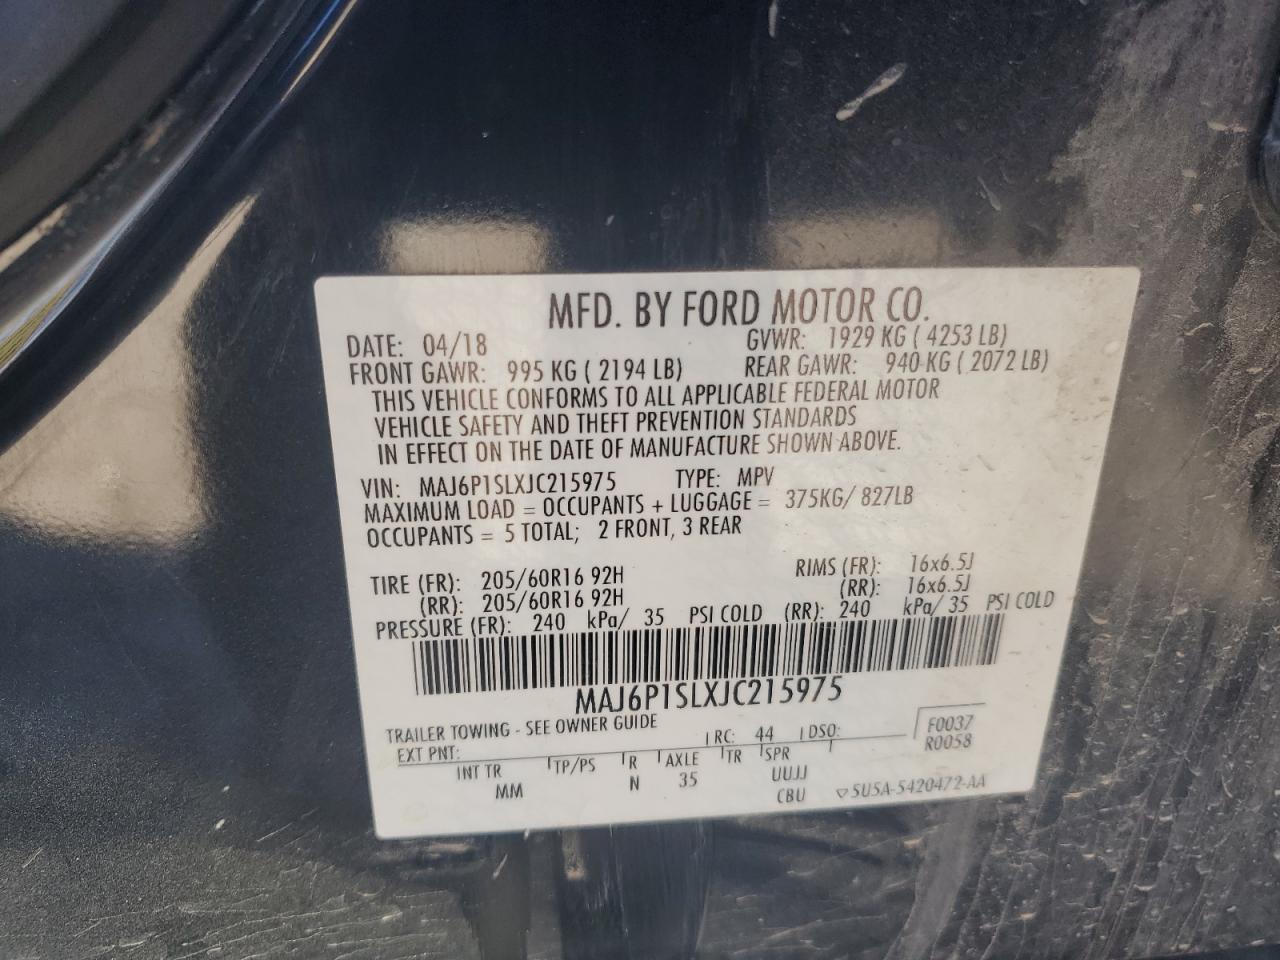 MFD. BY FORD MOTOR CO.
DATE: 04/18 GVWR: 1929 KG ( 4253 LB)
FRONT GAWR: 995 KG ( 2194 LB) REAR GAWR: 940 KG ( 2072 LB)
THIS VEHICLE CONFORMS TO ALL APPLICABLE FEDERAL MOTOR
VEHICLE SAFETY AND THEFT PREVENTION STANDARDS
IN EFFECT ON THE DATE OF MANUFACTURE SHOWN ABOVE.
VIN: MAJ6P1SLXJC215975 TYPE: MPV
MAXIMUM LOAD = OCCUPANTS + LUGGAGE = 375KG/ 827LB
OCCUPANTS = 5 TOTAL; 2 FRONT, 3 REAR
TIRE (FR): 205/60R16 92H RIMS (FR): 16x6.5J
(RR): 205/60R16 92H (RR): 16x6.5J
PRESSURE (FR): 240 kPa/ 35 PSI COLD (RR): 240 kPa/ 35 PSI COLD
MAJ6P1SLXJC215975
TRAILER TOWING - SEE OWNER GUIDE
EXT PNT: RC: 44 DSO: F0037
R0058
INT TR TP/PS R AXLE TR SPR
MM N 35 UUJJ
CBU ▽5U5A-5420472-AA